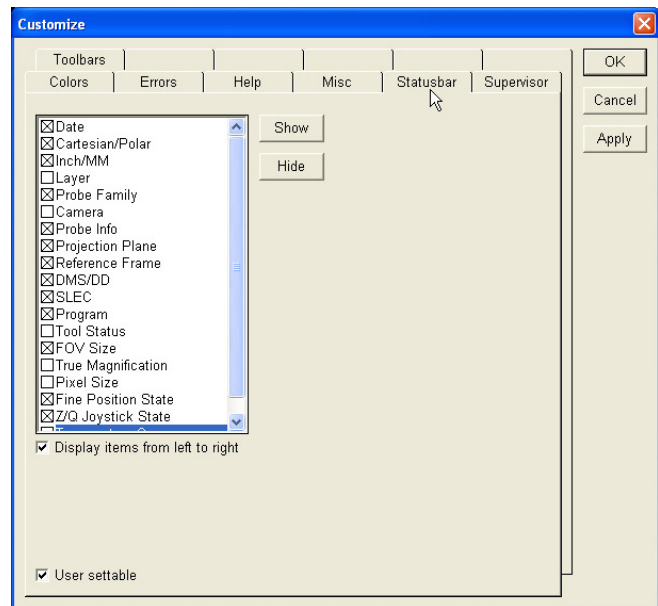 Customize
Toolbars
Colors Errors Help Misc Statusbar Supervisor
OK
Cancel
Apply
Date
Cartesian/Polar
Inch/MM
Layer
Probe Family
Camera
Probe Info
Projection Plane
Reference Frame
DMS/DD
SLEC
Program
Tool Status
FOV Size
True Magnification
Pixel Size
Fine Position State
Z/Q Joystick State
Show
Hide
Display items from left to right
User settable